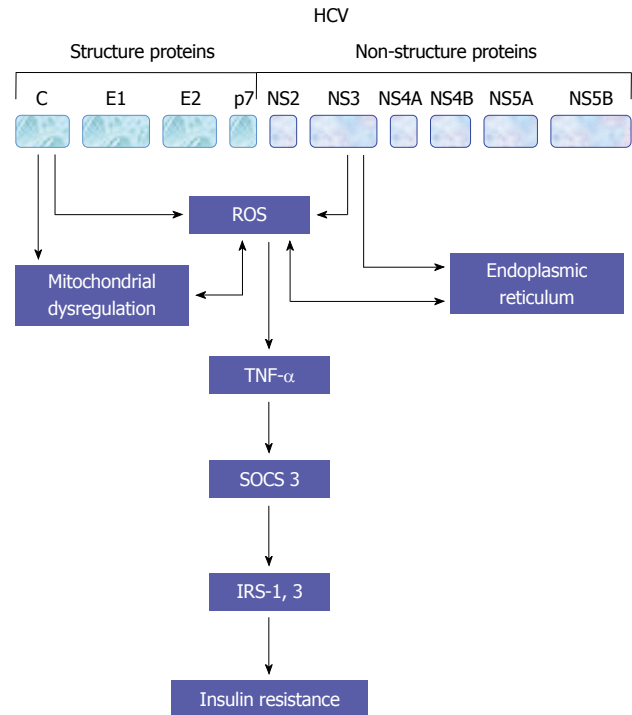 HCV
Structure proteins
Non-structure proteins
C
E1
E2
p7
NS2
NS3
NS4A
NS4B
NS5A
NS5B
ROS
Mitochondrial
dysregulation
Endoplasmic
reticulum
TNF-α
SOCS 3
IRS-1, 3
Insulin resistance